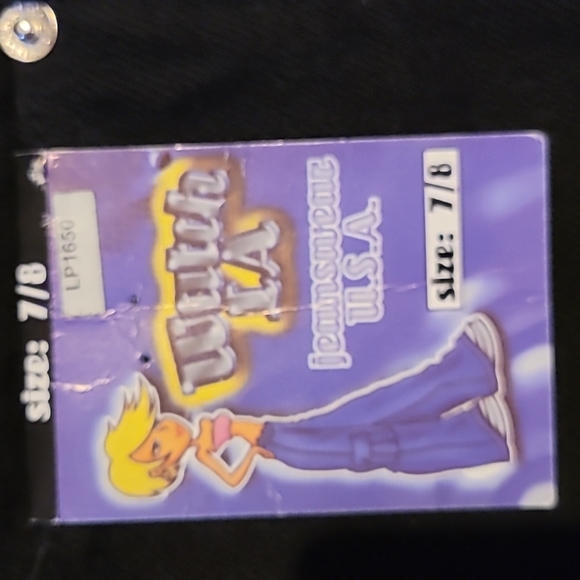 size: 7/8
LP1650
Watch
LA
jeanswear
U.S.A.
size: 7/8